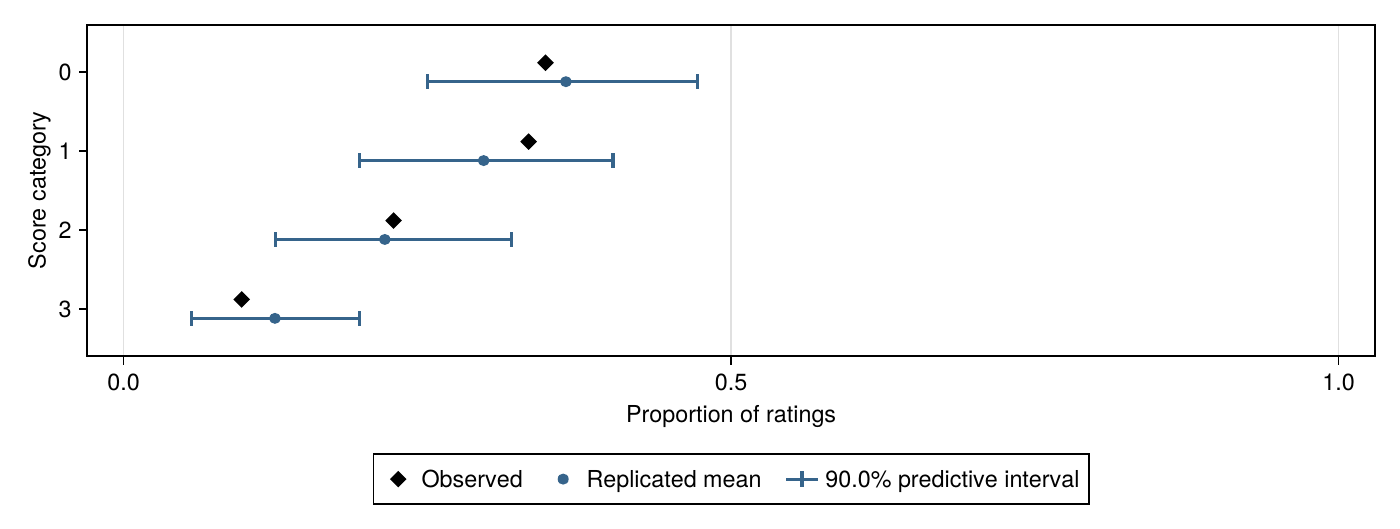 Score category
0
1
2
3
0.0 0.5 1.0
Proportion of ratings
Observed Replicated mean 90.0% predictive interval